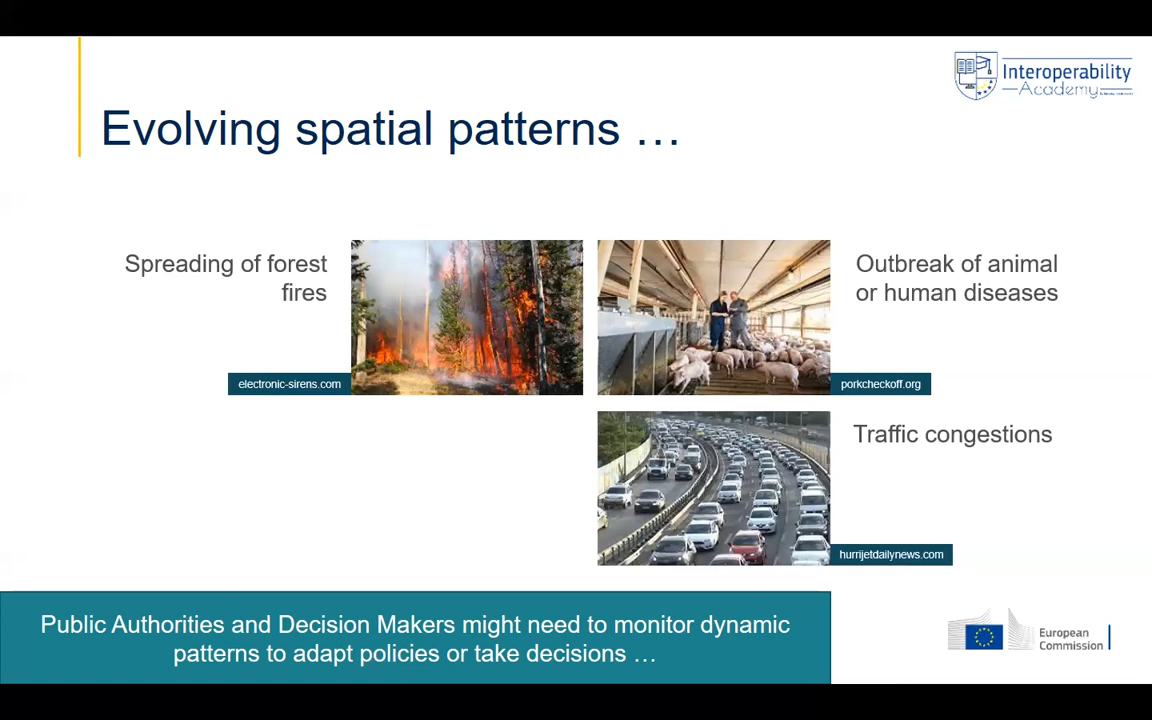 Interoperability
Academy
Evolving spatial patterns …
Spreading of forest
fires
electronic-sirens.com
Outbreak of animal
or human diseases
porkcheckoff.org
Traffic congestions
hurrijetdailynews.com
Public Authorities and Decision Makers might need to monitor dynamic
patterns to adapt policies or take decisions …
European
Commission